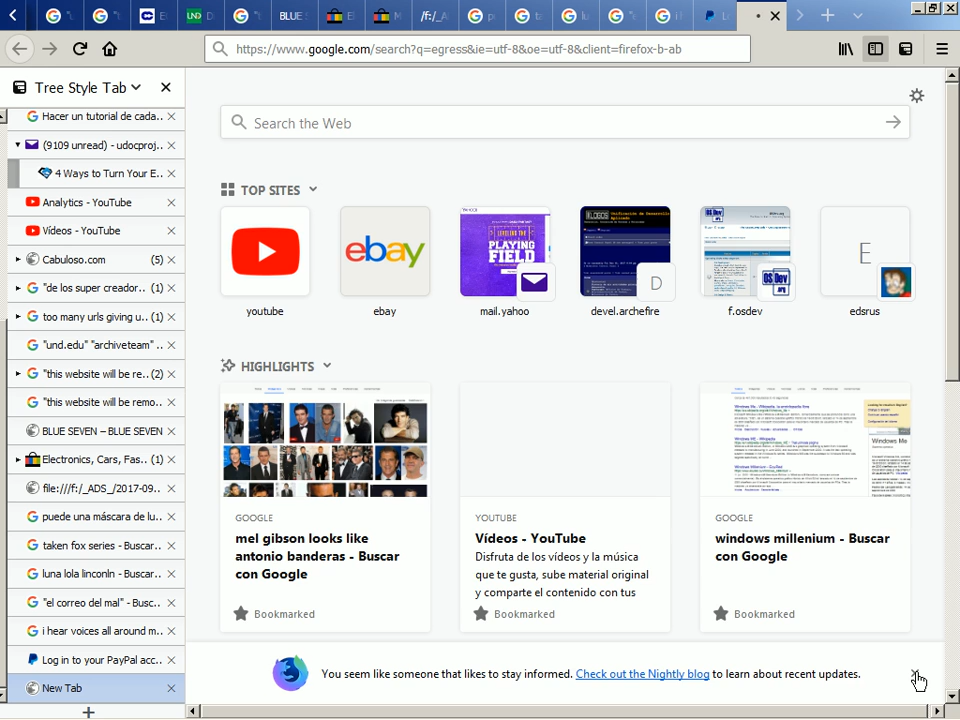 BLUE S
/f:/_A
https://www.google.com/search?q=egress&ie=utf-8&oe=utf-8&client=firefox-b-ab
Tree Style Tab
Hacer un tutorial de cada..
(9109 unread) - udocproj..
4 Ways to Turn Your E..
Analytics - YouTube
Vídeos - YouTube
Cabuloso.com (5)
"de los super creador.. (1)
too many urls giving u.. (1)
"und.edu" "archiveteam" ..
"this website will be re.. (2)
"this website will be remo..
BLUE SEVEN – BLUE SEVEN
Electronics, Cars, Fas.. (1)
file:///f:/_ADS_/2017-09..
puede una máscara de lu..
taken fox series - Buscar..
luna lola linconln - Buscar..
"el correo del mal" - Busc..
i hear voices all around m..
Log in to your PayPal acc..
New Tab
Search the Web
TOP SITES
ebay
PLAYING
FIELD
D
OS Dev
.org
E
youtube
ebay
mail.yahoo
devel.archefire
f.osdev
edsrus
HIGHLIGHTS
GOOGLE
mel gibson looks like
antonio banderas - Buscar
con Google
Bookmarked
YOUTUBE
Vídeos - YouTube
Disfruta de los vídeos y la música
que te gusta, sube material original
y comparte el contenido con tus
Bookmarked
GOOGLE
windows millenium - Buscar
con Google
Bookmarked
You seem like someone that likes to stay informed. Check out the Nightly blog to learn about recent updates.